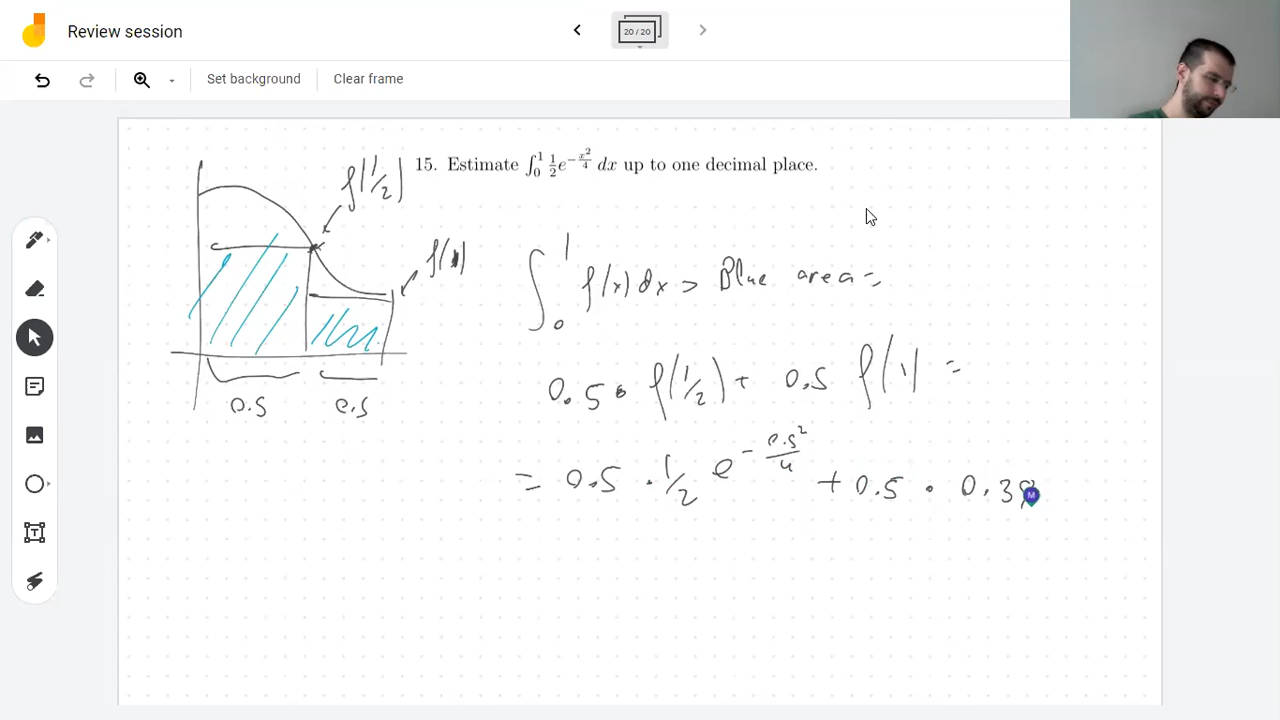 Review session
20 / 20
Set background
Clear frame
15. Estimate ∫₀¹ ½e^{-x²/4} dx up to one decimal place.
f(1/2)
f(1)
∫₀¹ f(x) dx > Blue area =
0.5 · f(1/2) + 0.5 f(1) =
= 0.5 · 1/2 e^{-0.5²/4} + 0.5 · 0.38
0.5 0.5
M